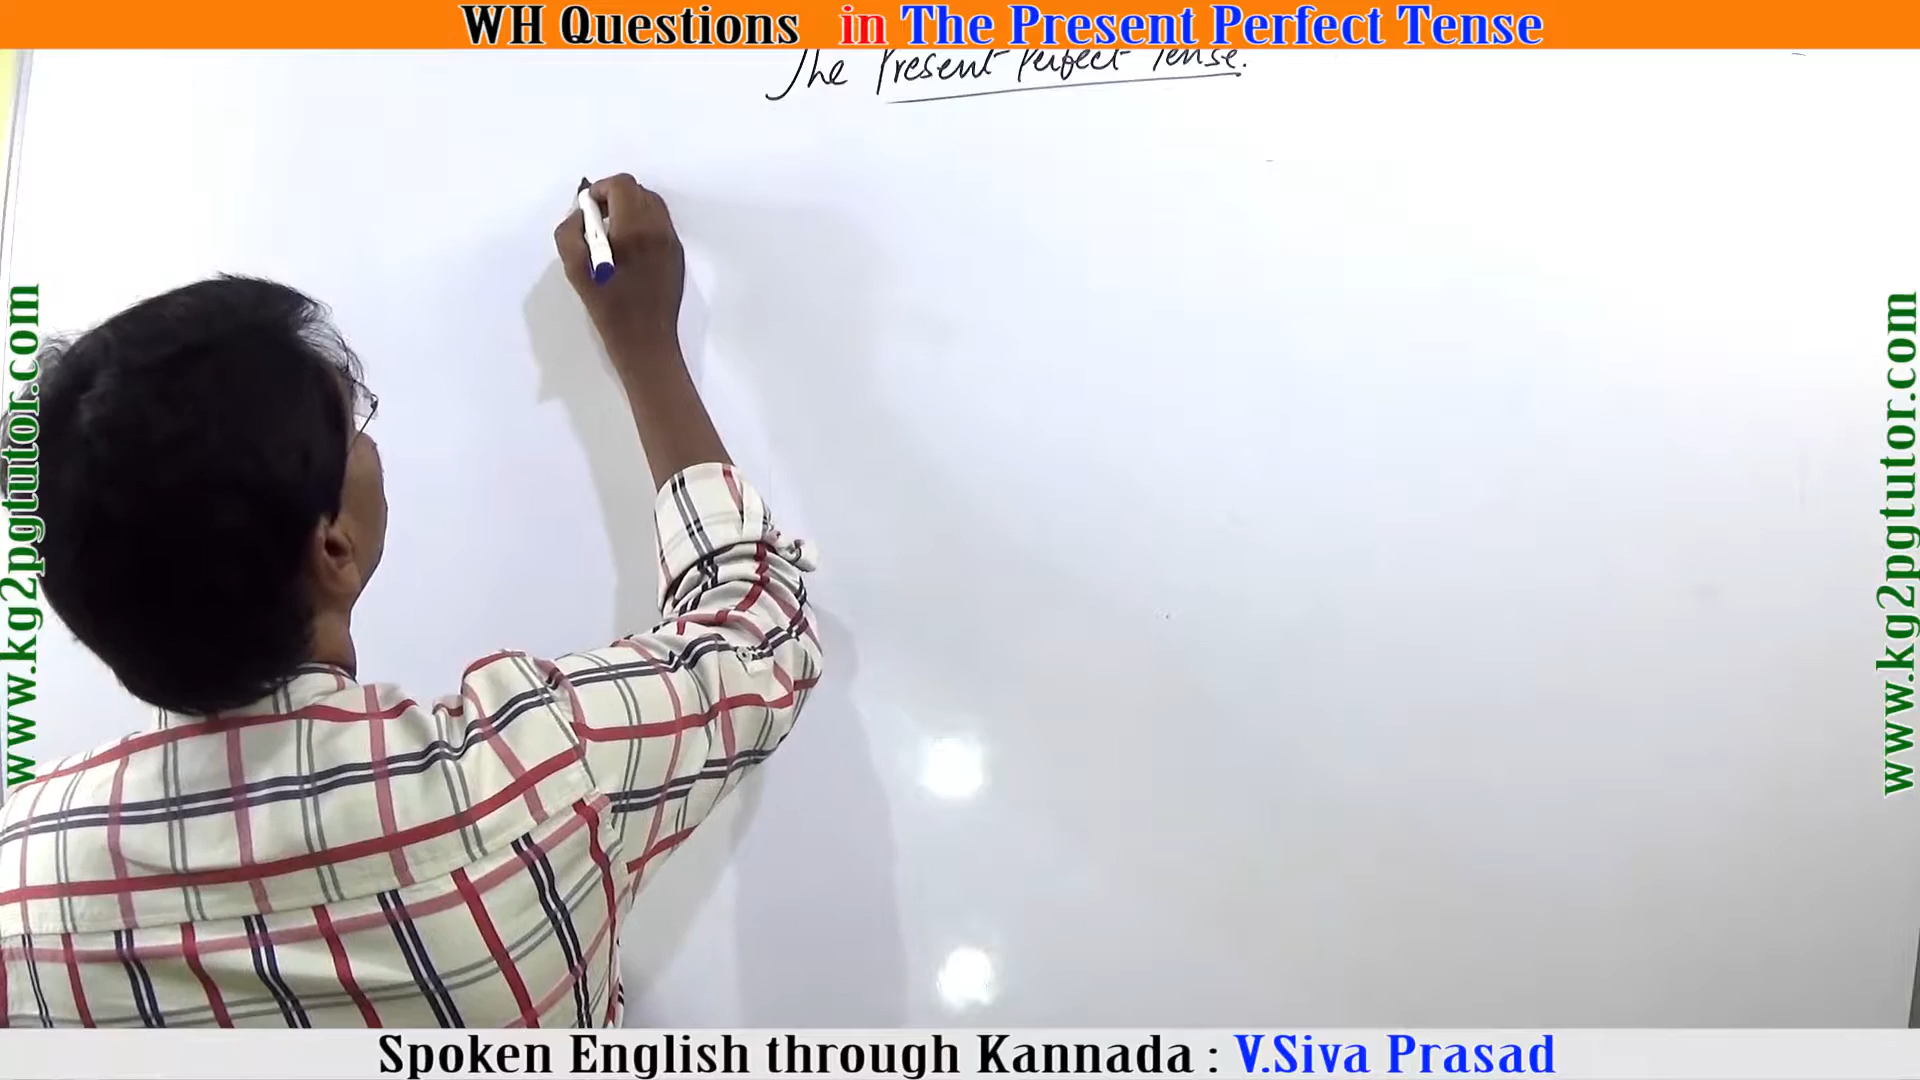 WH Questions in The Present Perfect Tense
The Present Perfect Tense.
www.kg2pgtutor.com
www.kg2pgtutor.com
Spoken English through Kannada : V.Siva Prasad